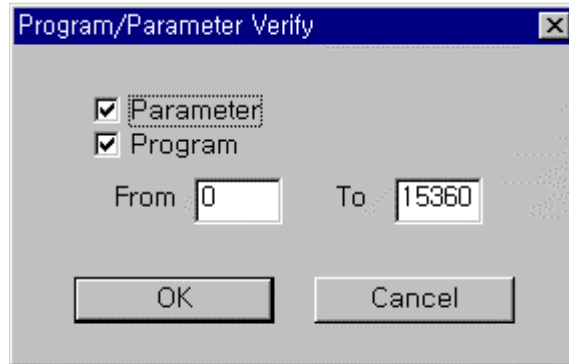 Program/Parameter Verify
Parameter
Program
From 0 To 15360
OK Cancel